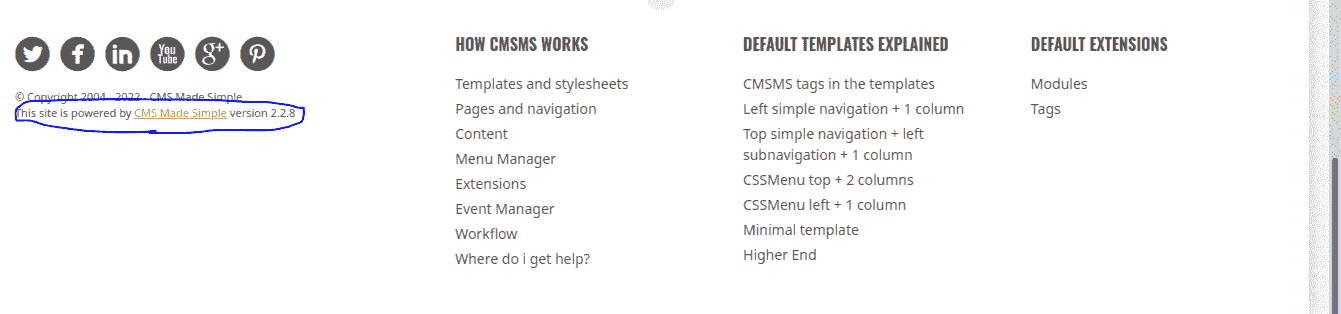 You Tube
g+
© Copyright 2004 - 2022 - CMS Made Simple
This site is powered by CMS Made Simple version 2.2.8
HOW CMSMS WORKS
Templates and stylesheets
Pages and navigation
Content
Menu Manager
Extensions
Event Manager
Workflow
Where do i get help?
DEFAULT TEMPLATES EXPLAINED
CMSMS tags in the templates
Left simple navigation + 1 column
Top simple navigation + left
subnavigation + 1 column
CSSMenu top + 2 columns
CSSMenu left + 1 column
Minimal template
Higher End
DEFAULT EXTENSIONS
Modules
Tags